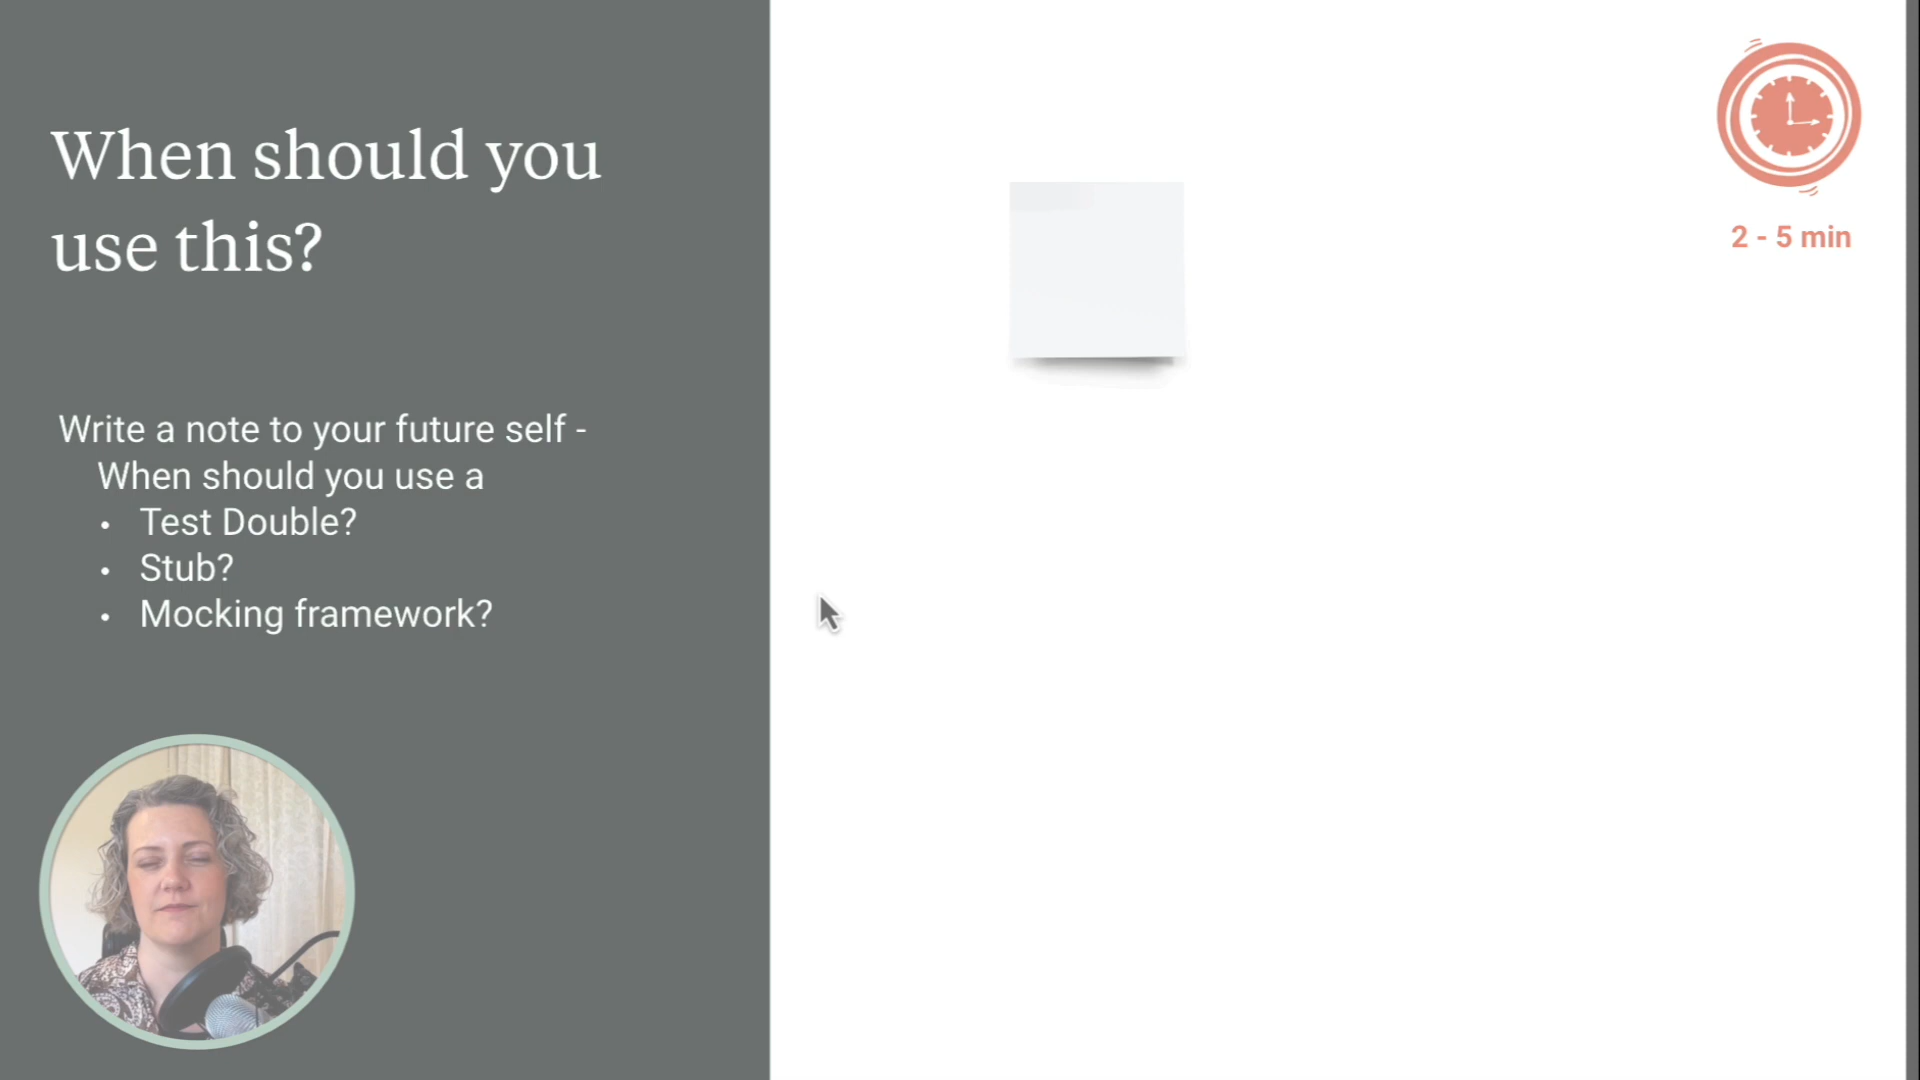 When should you
use this?
Write a note to your future self -
When should you use a
• Test Double?
• Stub?
• Mocking framework?
2 - 5 min